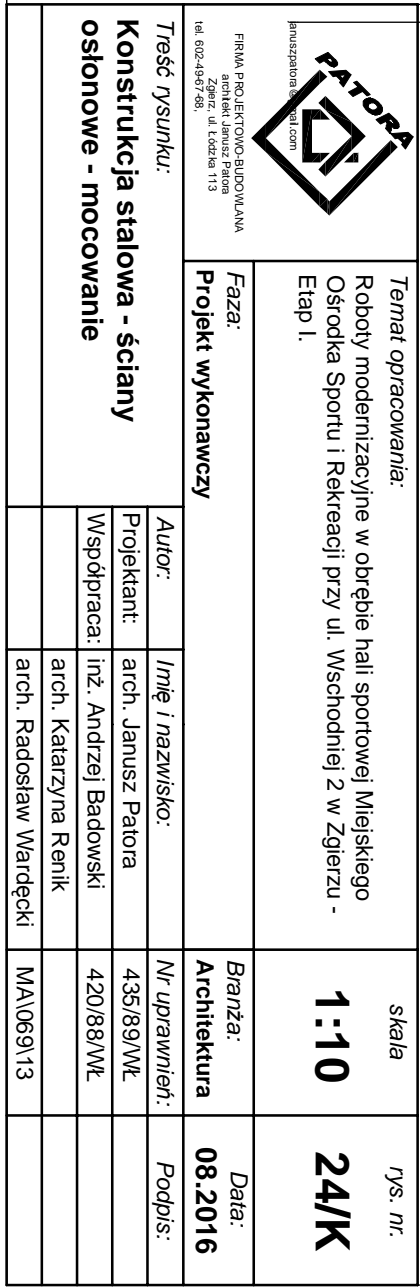 PATORA
januszpatora@gmail.com
FIRMA PROJEKTOWO-BUDOWLANA
architekt Janusz Patora
Zgierz, ul. Łódzka 113
tel. 602-49-67-68,
Temat opracowania:
Roboty modernizacyjne w obrębie hali sportowej Miejskiego
Ośrodka Sportu i Rekreacji przy ul. Wschodniej 2 w Zgierzu -
Etap I.
skala
1:10
rys. nr.
24/K
Faza:
Projekt wykonawczy
Branża:
Architektura
Data:
08.2016
Treść rysunku:
Konstrukcja stalowa - ściany
osłonowe - mocowanie
Autor: Imię i nazwisko: Nr uprawnień: Podpis:
Projektant: arch. Janusz Patora 435/89/WŁ
Współpraca: inż. Andrzej Badowski 420/88/WŁ
arch. Katarzyna Renik
arch. Radosław Wardęcki MA\069\13